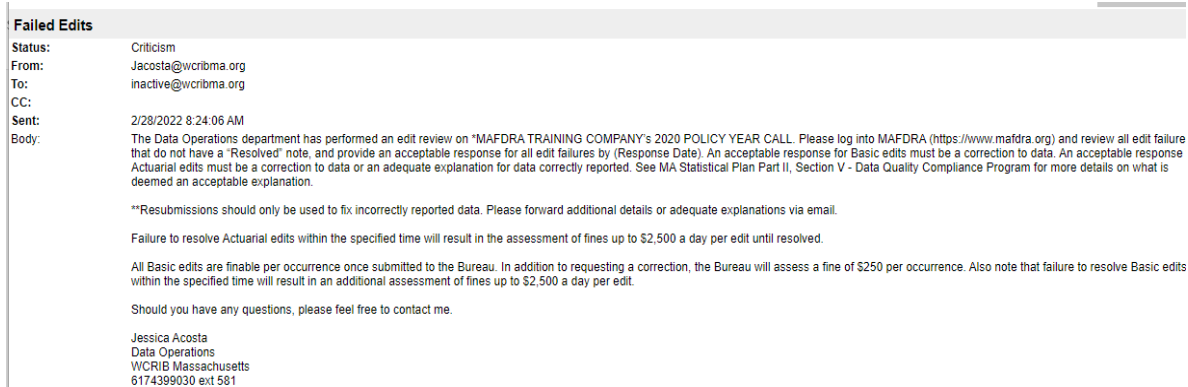 Failed Edits
Status: Criticism
From: Jacosta@wcribma.org
To: inactive@wcribma.org
CC:
Sent: 2/28/2022 8:24:06 AM
Body: The Data Operations department has performed an edit review on *MAFDRA TRAINING COMPANY's 2020 POLICY YEAR CALL. Please log into MAFDRA (https://www.mafdra.org) and review all edit failure
that do not have a "Resolved" note, and provide an acceptable response for all edit failures by (Response Date). An acceptable response for Basic edits must be a correction to data. An acceptable response
Actuarial edits must be a correction to data or an adequate explanation for data correctly reported. See MA Statistical Plan Part II, Section V - Data Quality Compliance Program for more details on what is
deemed an acceptable explanation.
**Resubmissions should only be used to fix incorrectly reported data. Please forward additional details or adequate explanations via email.
Failure to resolve Actuarial edits within the specified time will result in the assessment of fines up to $2,500 a day per edit until resolved.
All Basic edits are finable per occurrence once submitted to the Bureau. In addition to requesting a correction, the Bureau will assess a fine of $250 per occurrence. Also note that failure to resolve Basic edits
within the specified time will result in an additional assessment of fines up to $2,500 a day per edit.
Should you have any questions, please feel free to contact me.
Jessica Acosta
Data Operations
WCRIB Massachusetts
6174399030 ext 581